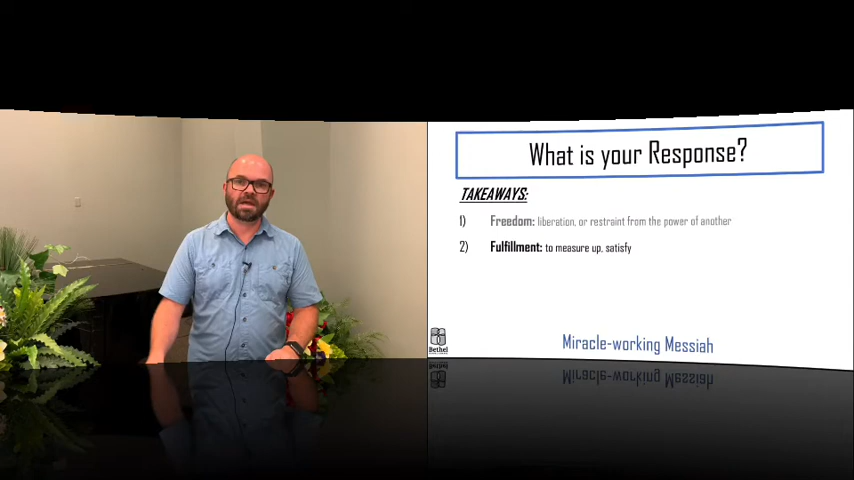 What is your Response?
TAKEAWAYS:
1) Freedom: liberation, or restraint from the power of another
2) Fulfillment: to measure up, satisfy
Bethel
Miracle-working Messiah